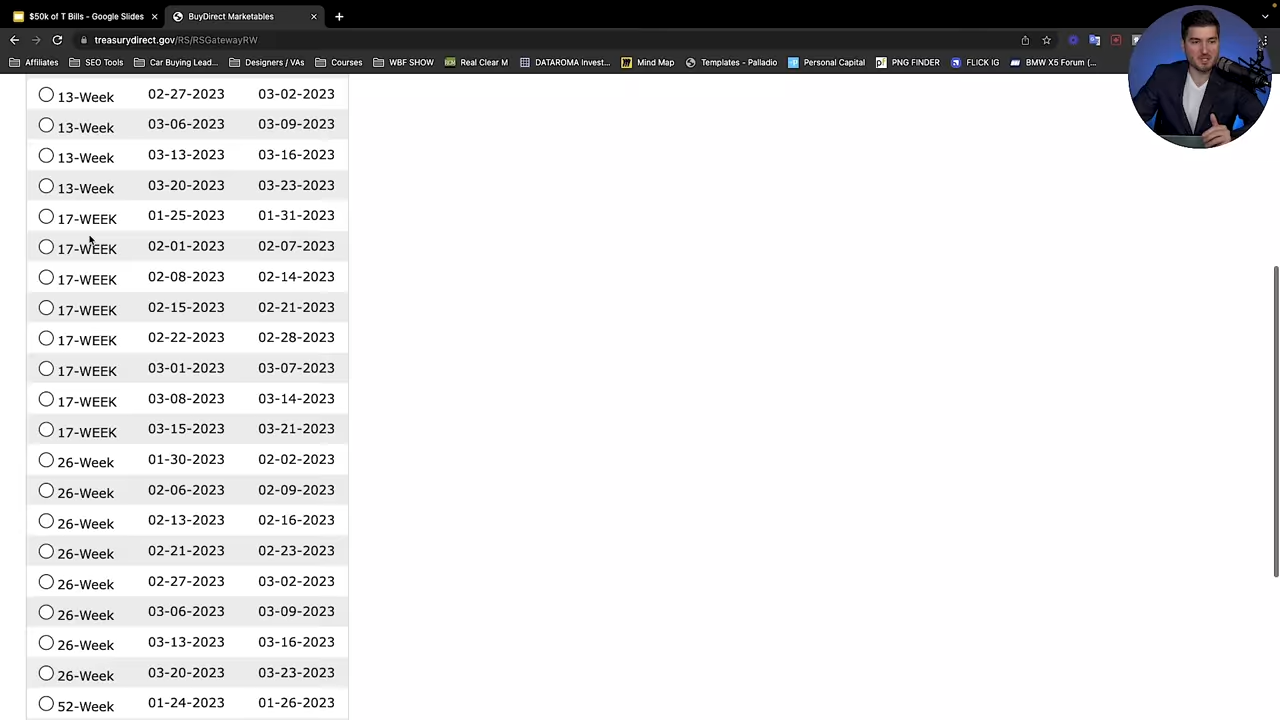 $50k of T Bills - Google Slides
BuyDirect Marketables
treasurydirect.gov/RS/RSGatewayRW
Affiliates
SEO Tools
Car Buying Lead...
Designers / VAs
Courses
WBF SHOW
Real Clear M
DATAROMA Invest...
Mind Map
Templates - Palladio
Personal Capital
PNG FINDER
FLICK IG
BMW X5 Forum (...
13-Week 02-27-2023 03-02-2023
13-Week 03-06-2023 03-09-2023
13-Week 03-13-2023 03-16-2023
13-Week 03-20-2023 03-23-2023
17-WEEK 01-25-2023 01-31-2023
17-WEEK 02-01-2023 02-07-2023
17-WEEK 02-08-2023 02-14-2023
17-WEEK 02-15-2023 02-21-2023
17-WEEK 02-22-2023 02-28-2023
17-WEEK 03-01-2023 03-07-2023
17-WEEK 03-08-2023 03-14-2023
17-WEEK 03-15-2023 03-21-2023
26-Week 01-30-2023 02-02-2023
26-Week 02-06-2023 02-09-2023
26-Week 02-13-2023 02-16-2023
26-Week 02-21-2023 02-23-2023
26-Week 02-27-2023 03-02-2023
26-Week 03-06-2023 03-09-2023
26-Week 03-13-2023 03-16-2023
26-Week 03-20-2023 03-23-2023
52-Week 01-24-2023 01-26-2023